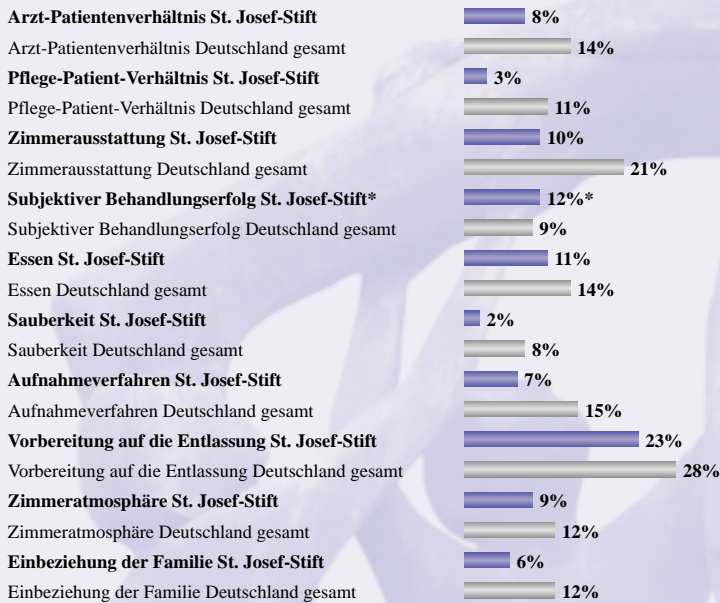 Arzt-Patientenverhältnis St. Josef-Stift 8%
Arzt-Patientenverhältnis Deutschland gesamt 14%
Pflege-Patient-Verhältnis St. Josef-Stift 3%
Pflege-Patient-Verhältnis Deutschland gesamt 11%
Zimmerausstattung St. Josef-Stift 10%
Zimmerausstattung Deutschland gesamt 21%
Subjektiver Behandlungserfolg St. Josef-Stift* 12%*
Subjektiver Behandlungserfolg Deutschland gesamt 9%
Essen St. Josef-Stift 11%
Essen Deutschland gesamt 14%
Sauberkeit St. Josef-Stift 2%
Sauberkeit Deutschland gesamt 8%
Aufnahmeverfahren St. Josef-Stift 7%
Aufnahmeverfahren Deutschland gesamt 15%
Vorbereitung auf die Entlassung St. Josef-Stift 23%
Vorbereitung auf die Entlassung Deutschland gesamt 28%
Zimmeratmosphäre St. Josef-Stift 9%
Zimmeratmosphäre Deutschland gesamt 12%
Einbeziehung der Familie St. Josef-Stift 6%
Einbeziehung der Familie Deutschland gesamt 12%